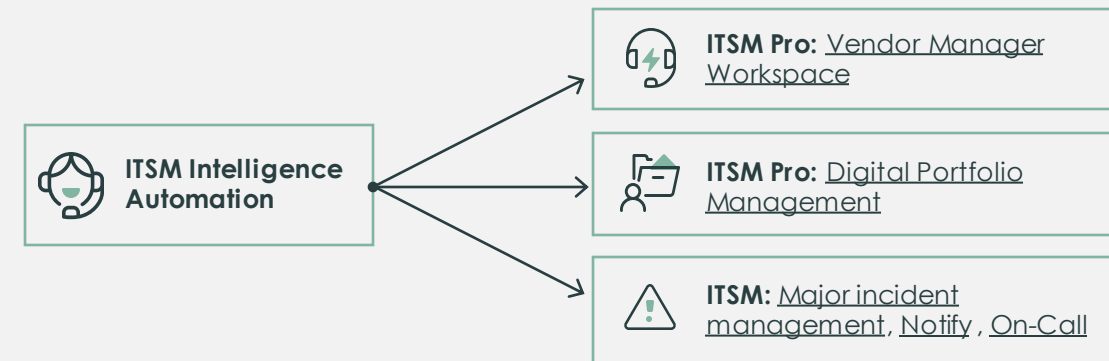 ITSM Intelligence
Automation
ITSM Pro: Vendor Manager
Workspace
ITSM Pro: Digital Portfolio
Management
ITSM: Major incident
management, Notify , On-Call